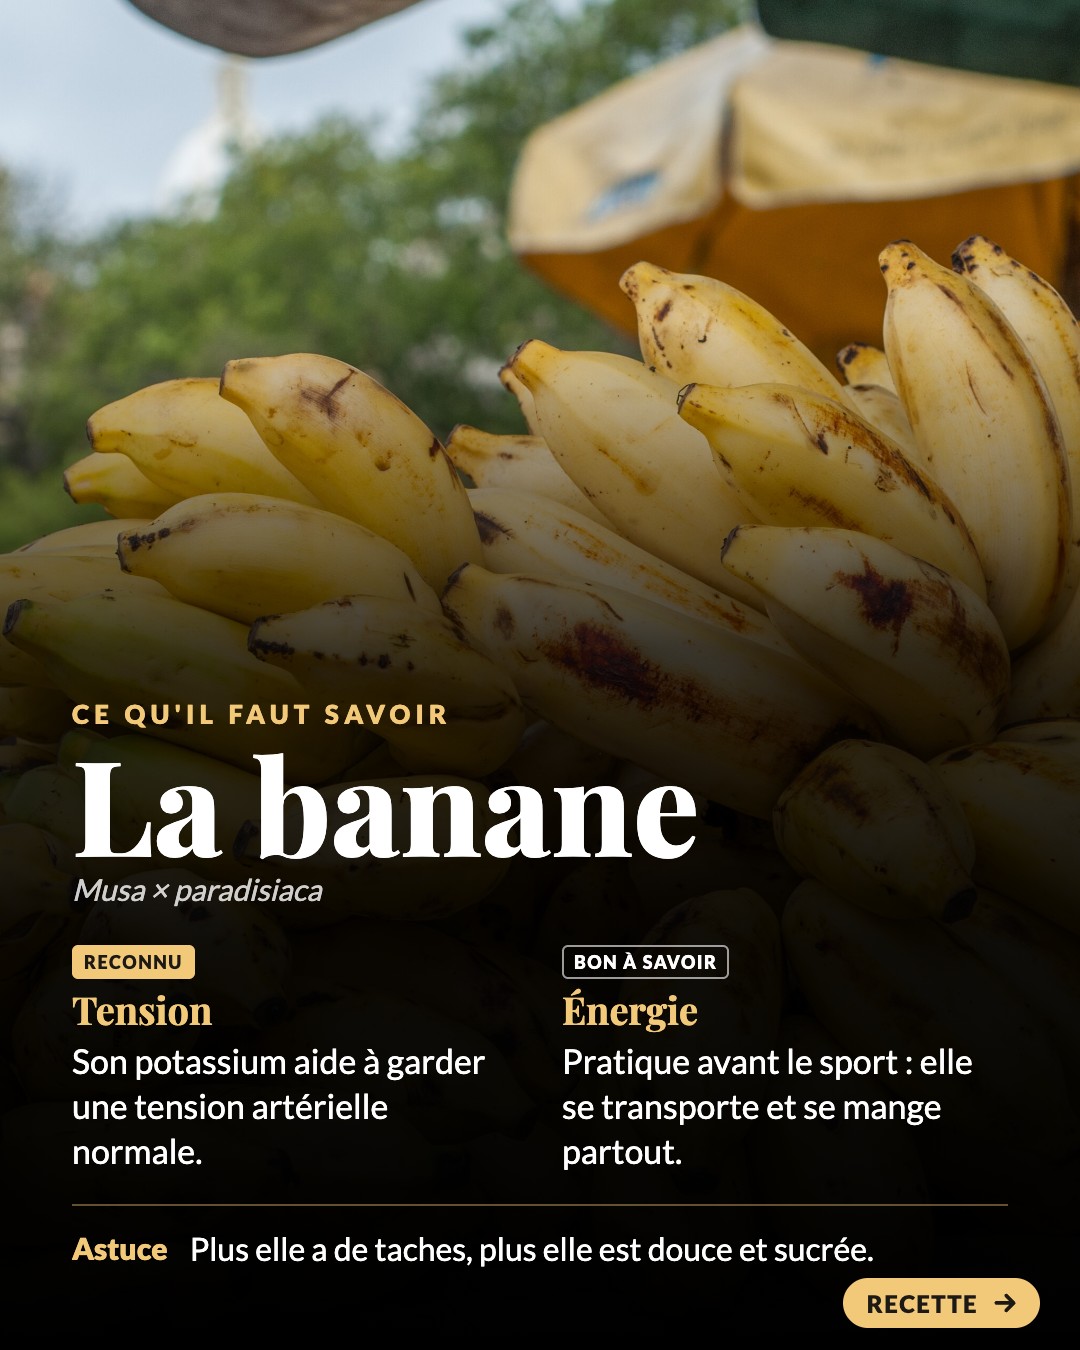 CE QU'IL FAUT SAVOIR
La banane
Musa × paradisiaca
RECONNU
Tension
Son potassium aide à garder
une tension artérielle
normale.
BON À SAVOIR
Énergie
Pratique avant le sport : elle
se transporte et se mange
partout.
Astuce Plus elle a de taches, plus elle est douce et sucrée.
RECETTE →